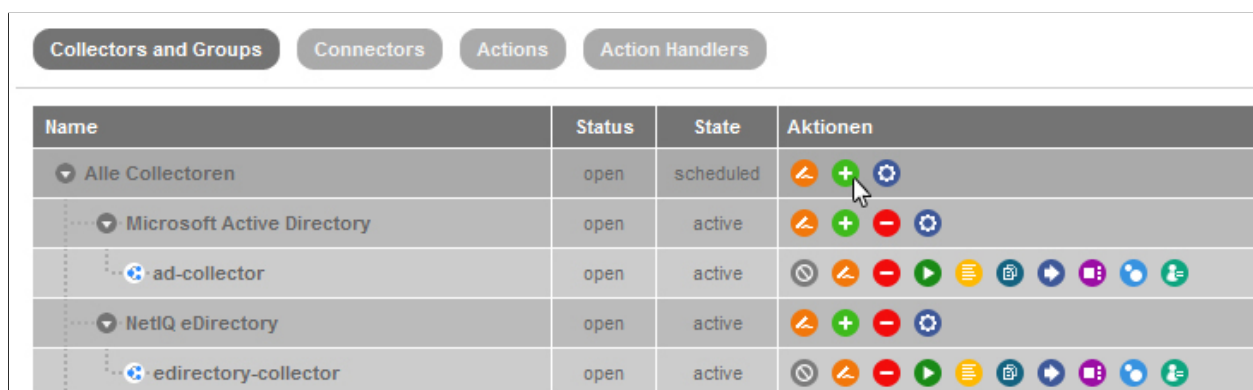 Collectors and Groups Connectors Actions Action Handlers
Name Status State Aktionen
Alle Collectoren open scheduled
Microsoft Active Directory open active
ad-collector open active
NetIQ eDirectory open active
edirectory-collector open active